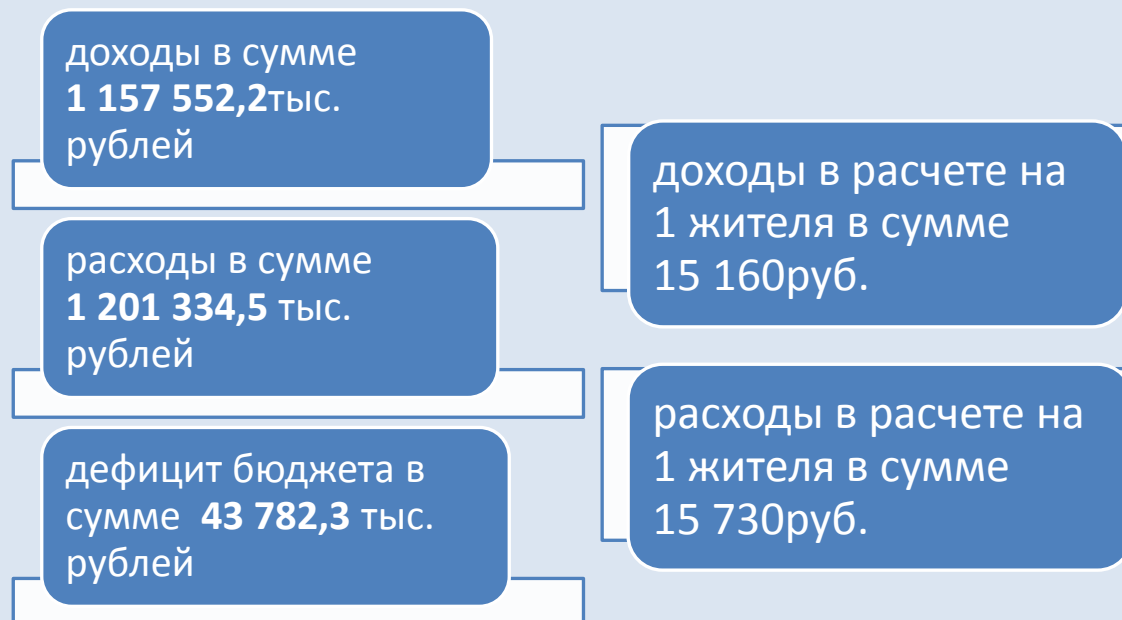 доходы в сумме
1 157 552,2тыс.
рублей
расходы в сумме
1 201 334,5 тыс.
рублей
дефицит бюджета в
сумме 43 782,3 тыс.
рублей
доходы в расчете на
1 жителя в сумме
15 160руб.
расходы в расчете на
1 жителя в сумме
15 730руб.